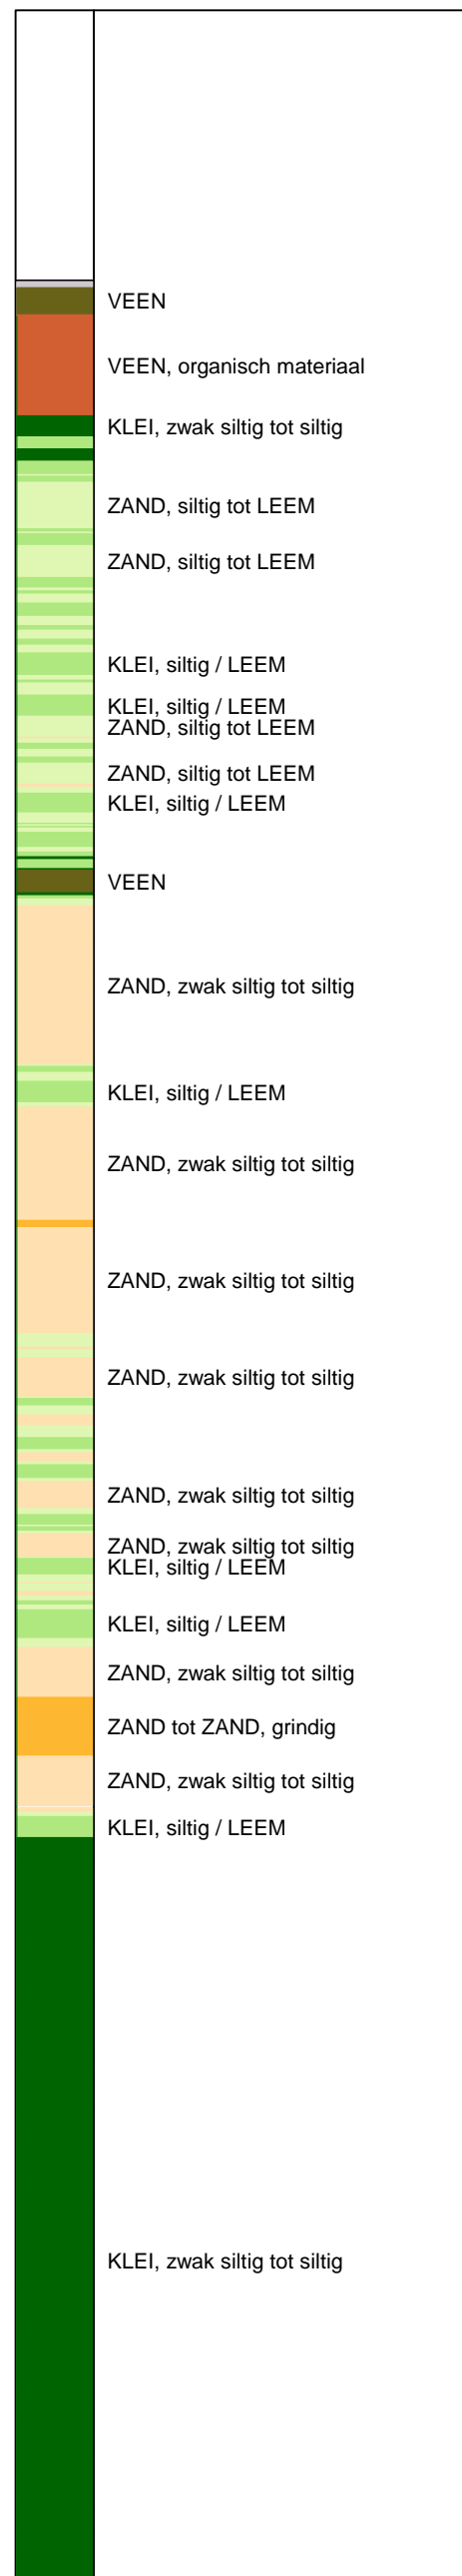 VEEN
VEEN, organisch materiaal
KLEI, zwak siltig tot siltig
ZAND, siltig tot LEEM
ZAND, siltig tot LEEM
KLEI, siltig / LEEM
KLEI, siltig / LEEM
ZAND, siltig tot LEEM
ZAND, siltig tot LEEM
KLEI, siltig / LEEM
VEEN
ZAND, zwak siltig tot siltig
KLEI, siltig / LEEM
ZAND, zwak siltig tot siltig
ZAND, zwak siltig tot siltig
ZAND, zwak siltig tot siltig
ZAND, zwak siltig tot siltig
ZAND, zwak siltig tot siltig
KLEI, siltig / LEEM
KLEI, siltig / LEEM
ZAND, zwak siltig tot siltig
ZAND tot ZAND, grindig
ZAND, zwak siltig tot siltig
KLEI, siltig / LEEM
KLEI, zwak siltig tot siltig